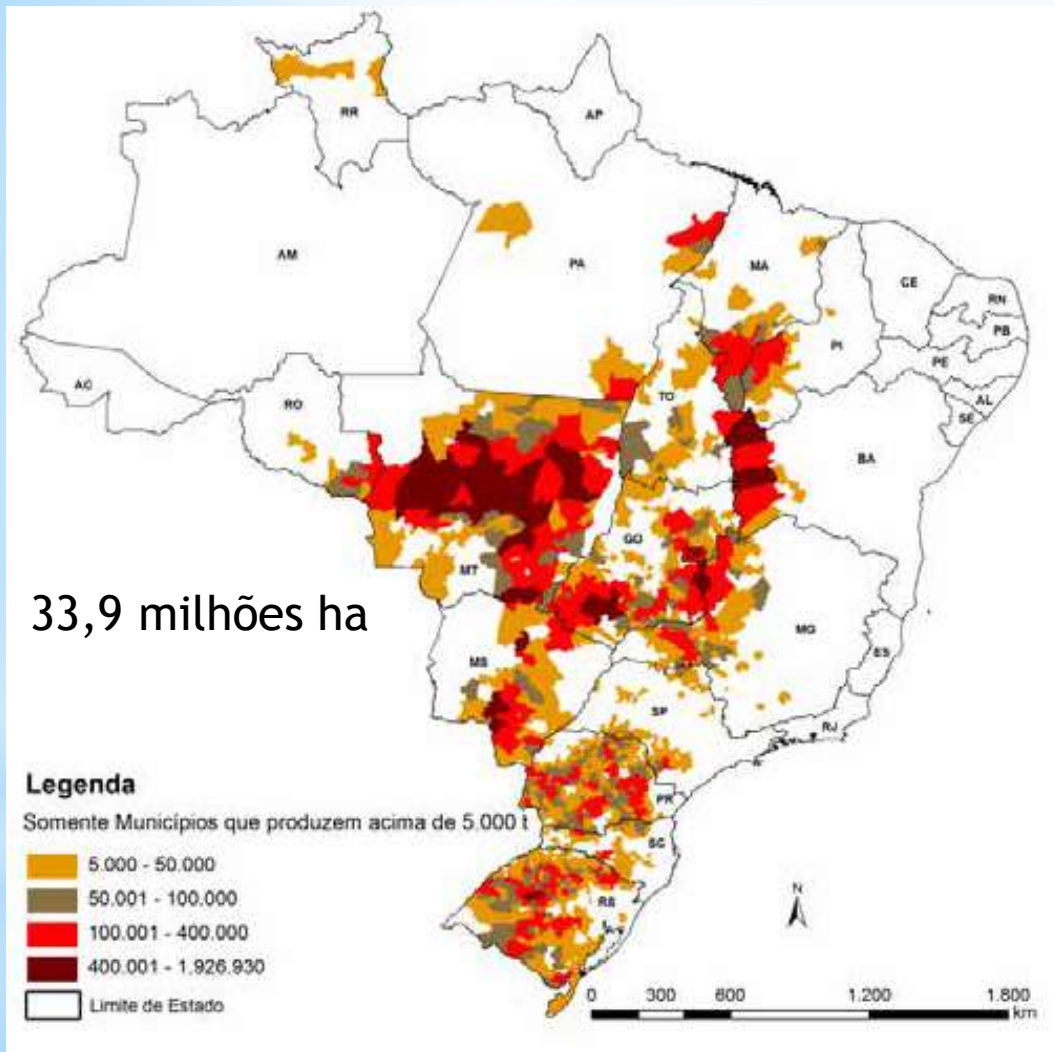 RR
AP
AM
PA
MA
CE
RN
PB
PI
PE
AC
AL
RO
TO
SE
BA
GO
MT
33,9 milhões ha
MG
ES
MS
SP
RJ
Legenda
PR
Somente Municípios que produzem acima de 5.000 t
SC
5.000 - 50.000
50.001 - 100.000
N
RS
100.001 - 400.000
400.001 - 1.926.930
Limite de Estado
0 300 600 1.200 1.800
km